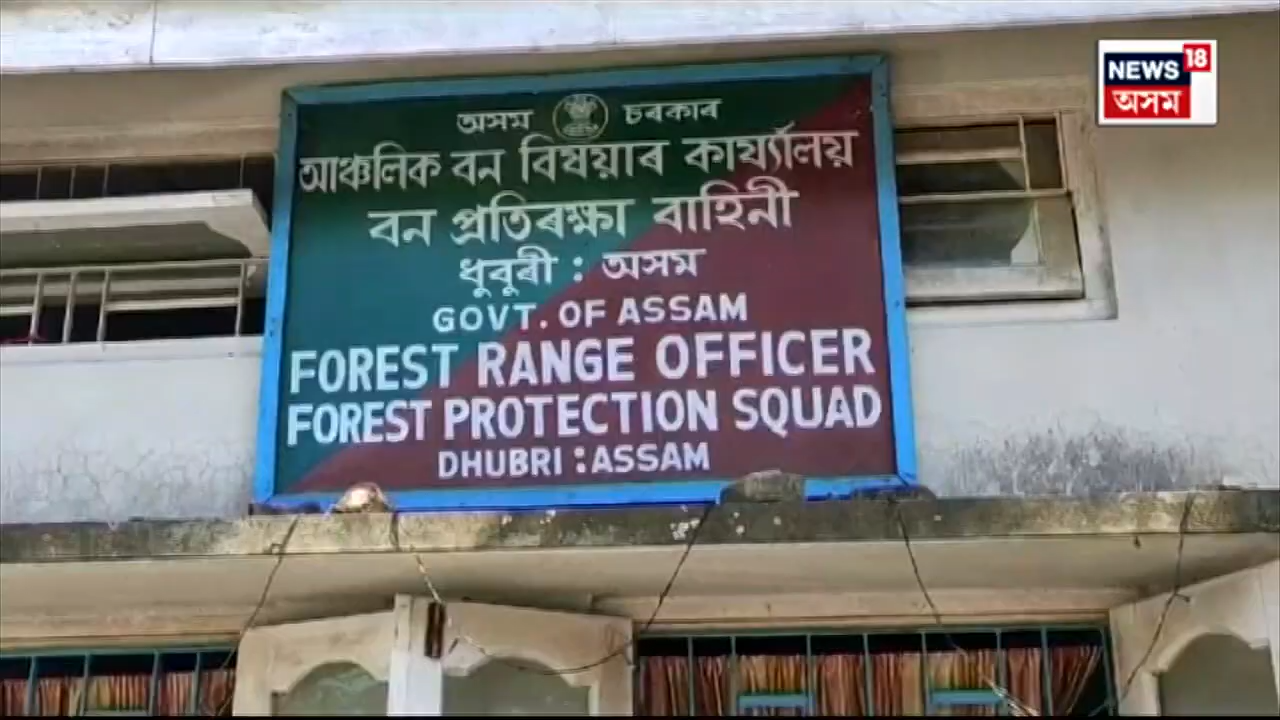 NEWS 18
অসম
অসম চৰকাৰ
আঞ্চলিক বন বিষয়াৰ কাৰ্য্যালয়
বন প্ৰতিৰক্ষা বাহিনী
ধুবুৰী : অসম
GOVT. OF ASSAM
FOREST RANGE OFFICER
FOREST PROTECTION SQUAD
DHUBRI : ASSAM